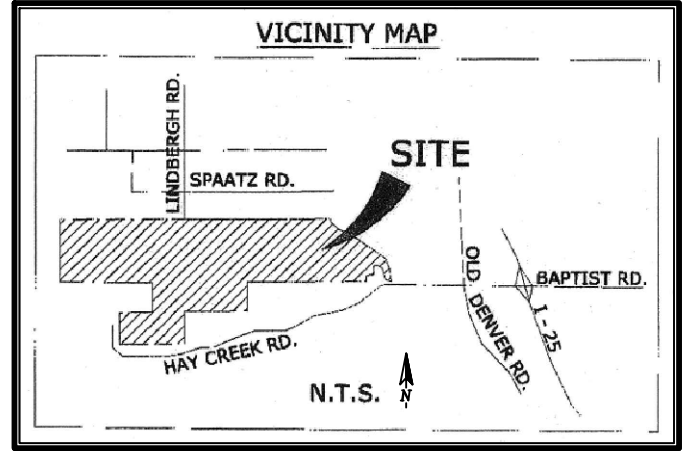 VICINITY MAP
LINDBERGH RD.
SITE
SPAATZ RD.
OLD DENVER RD.
BAPTIST RD.
I-25
HAY CREEK RD.
N.T.S.
N